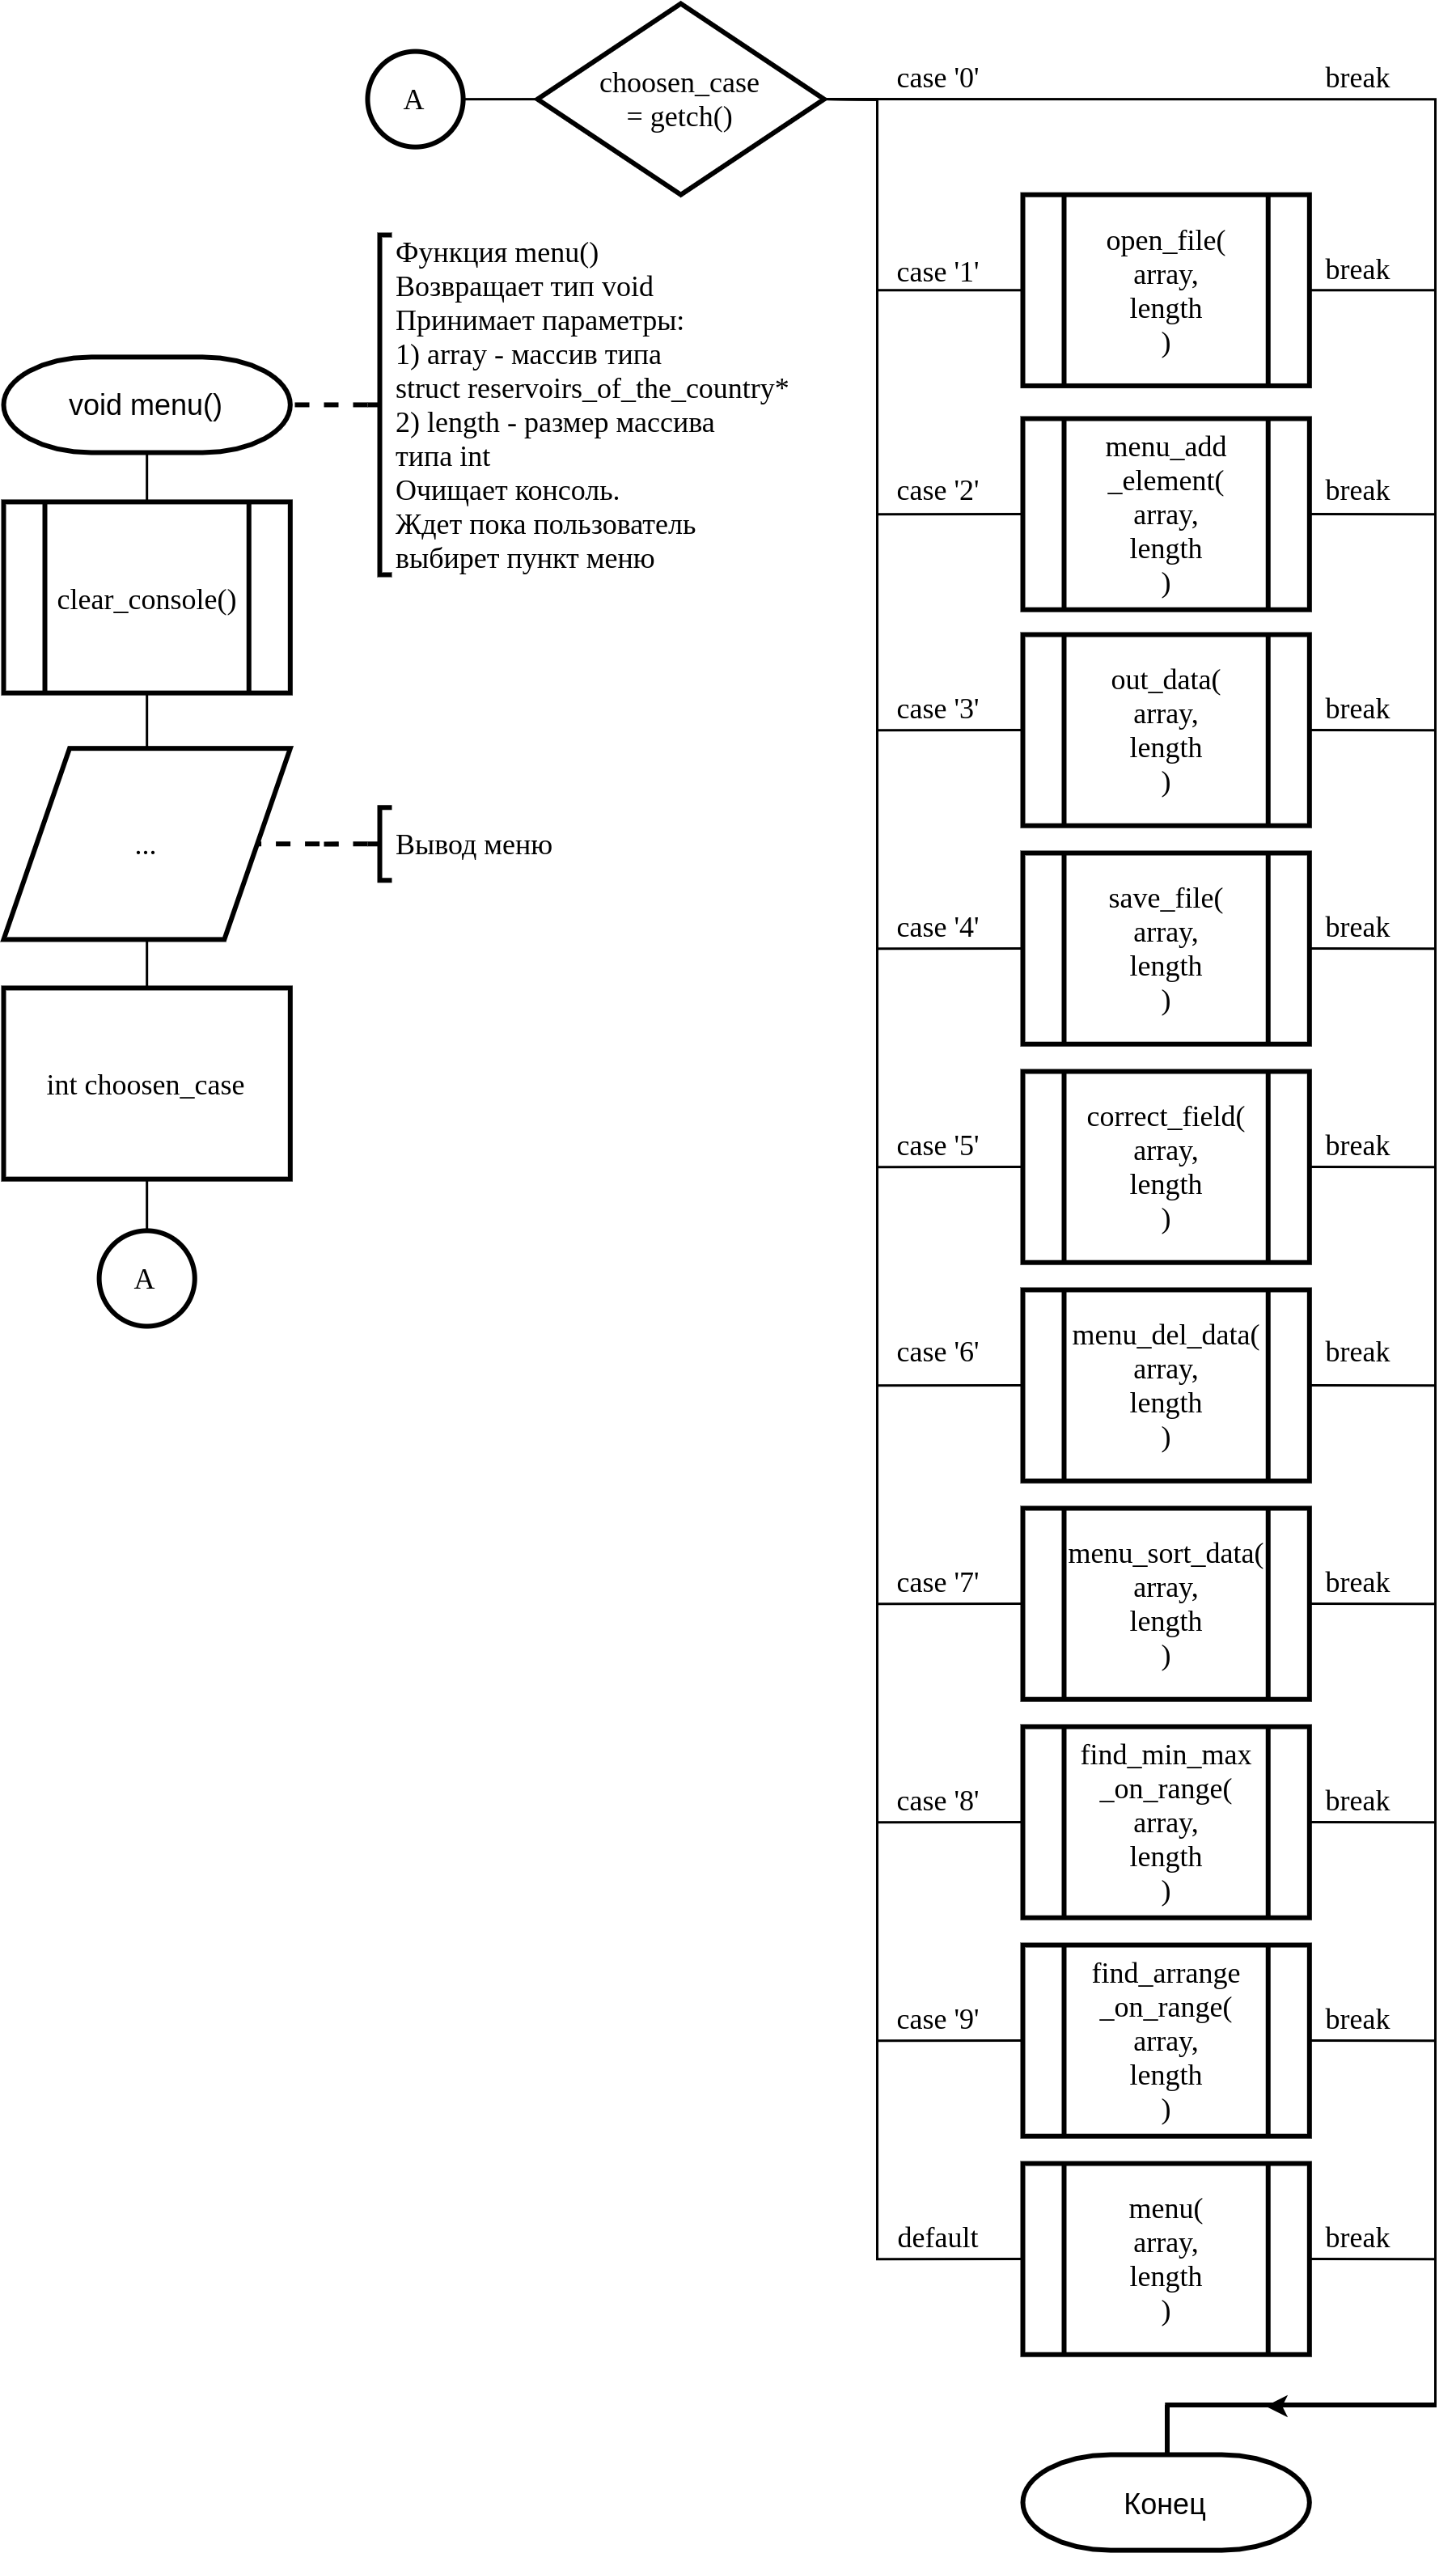 void menu()
Функция menu()
Возвращает тип void
Принимает параметры:
1) array - массив типа
struct reservoirs_of_the_country*
2) length - размер массива
типа int
Очищает консоль.
Ждет пока пользователь
выбирет пункт меню
clear_console()
...
Вывод меню
int choosen_case
A
A
choosen_case
= getch()
case '0'
break
case '1'
open_file(
array,
length
)
break
case '2'
menu_add
_element(
array,
length
)
break
case '3'
out_data(
array,
length
)
break
case '4'
save_file(
array,
length
)
break
case '5'
correct_field(
array,
length
)
break
case '6'
menu_del_data(
array,
length
)
break
case '7'
menu_sort_data(
array,
length
)
break
case '8'
find_min_max
_on_range(
array,
length
)
break
case '9'
find_arrange
_on_range(
array,
length
)
break
default
menu(
array,
length
)
break
Конец